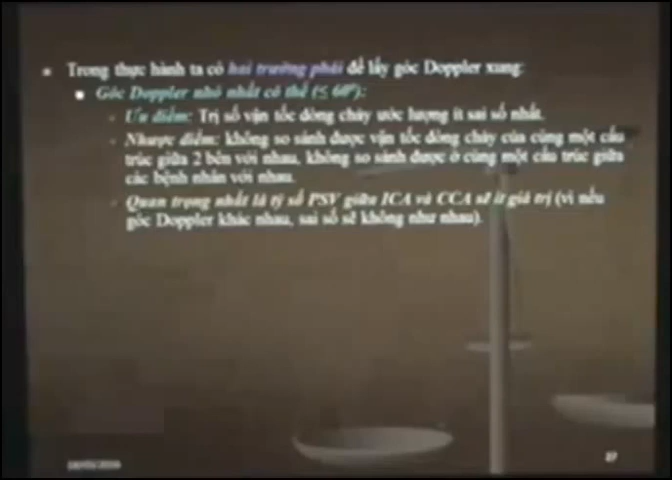 Trong thực hành ta có hai trường phái để lấy góc Doppler xung:
Góc Doppler nhỏ nhất có thể (≤ 60º):
Ưu điểm: Trị số vận tốc dòng chảy ước lượng ít sai số nhất.
Nhược điểm: không so sánh được vận tốc dòng chảy của cùng một cấu
trúc giữa 2 bên với nhau, không so sánh được ở cùng một cấu trúc giữa
các bệnh nhân với nhau.
Quan trọng nhất là tỷ số PSV giữa ICA và CCA sẽ ít giá trị (vì nếu
góc Doppler khác nhau, sai số sẽ không như nhau).